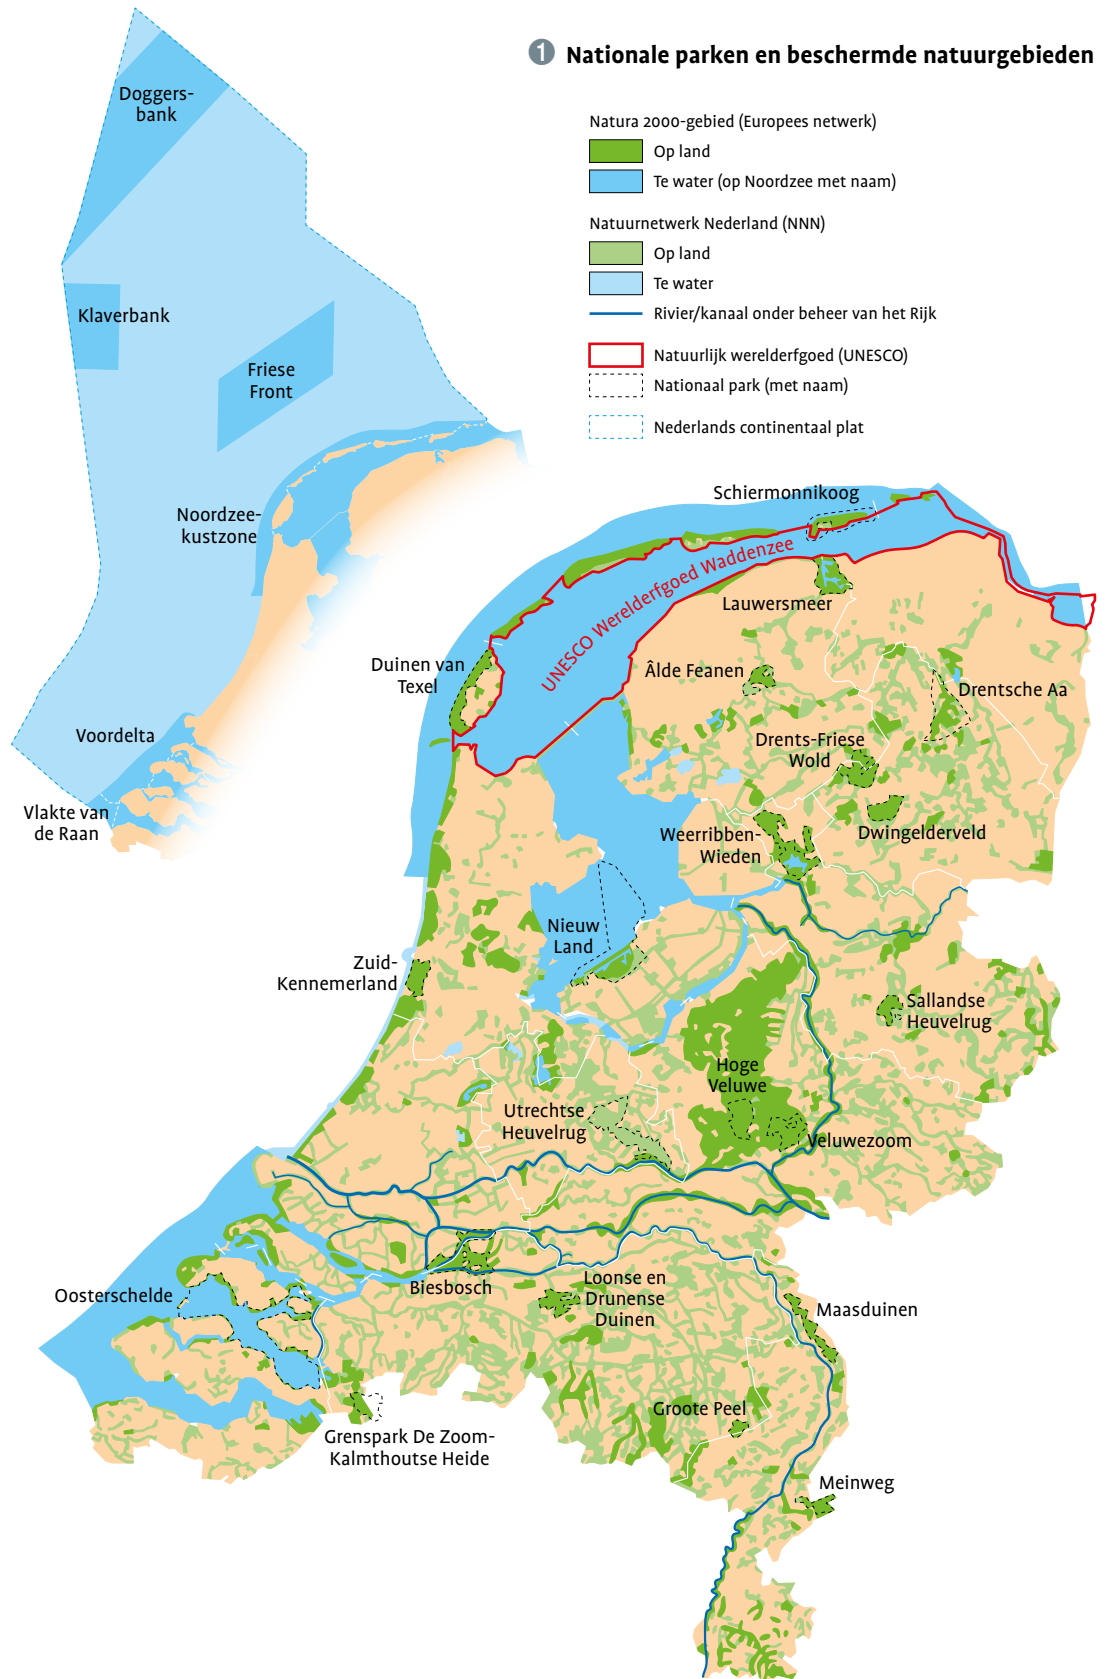 1 Nationale parken en beschermde natuurgebieden
Natura 2000-gebied (Europees netwerk)
Op land
Te water (op Noordzee met naam)
Natuurnetwerk Nederland (NNN)
Op land
Te water
Rivier/kanaal onder beheer van het Rijk
Natuurlijk werelderfgoed (UNESCO)
Nationaal park (met naam)
Nederlands continentaal plat
Doggers-
bank
Klaverbank
Friese
Front
Noordzee-
kustzone
Voordelta
Vlakte van
de Raan
Schiermonnikoog
UNESCO Werelderfgoed Waddenzee
Lauwersmeer
Duinen van
Texel
Âlde Feanen
Drentsche Aa
Drents-Friese
Wold
Weerribben-
Wieden
Dwingelderveld
Nieuw
Land
Zuid-
Kennemerland
Sallandse
Heuvelrug
Hoge
Veluwe
Utrechtse
Heuvelrug
Veluwezoom
Oosterschelde
Biesbosch
Loonse en
Drunense
Duinen
Maasduinen
Groote Peel
Grenspark De Zoom-
Kalmthoutse Heide
Meinweg